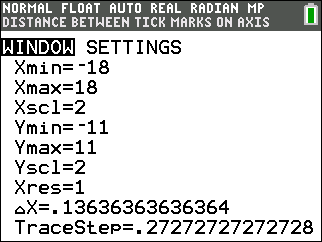 NORMAL FLOAT AUTO REAL RADIAN MP
DISTANCE BETWEEN TICK MARKS ON AXIS
WINDOW SETTINGS
Xmin=-18
Xmax=18
Xscl=2
Ymin=-11
Ymax=11
Yscl=2
Xres=1
△X=.13636363636364
TraceStep=.27272727272728